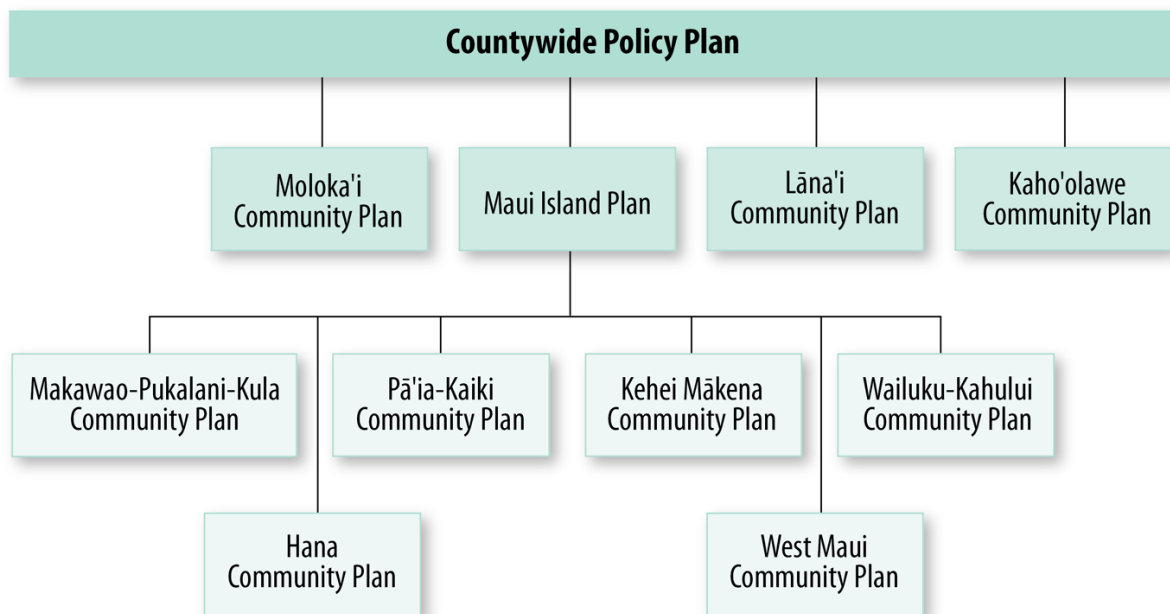 Countywide Policy Plan
Moloka'i
Community Plan
Maui Island Plan
Lāna'i
Community Plan
Kaho'olawe
Community Plan
Makawao-Pukalani-Kula
Community Plan
Pā'ia-Kaiki
Community Plan
Kehei Mākena
Community Plan
Wailuku-Kahului
Community Plan
Hana
Community Plan
West Maui
Community Plan